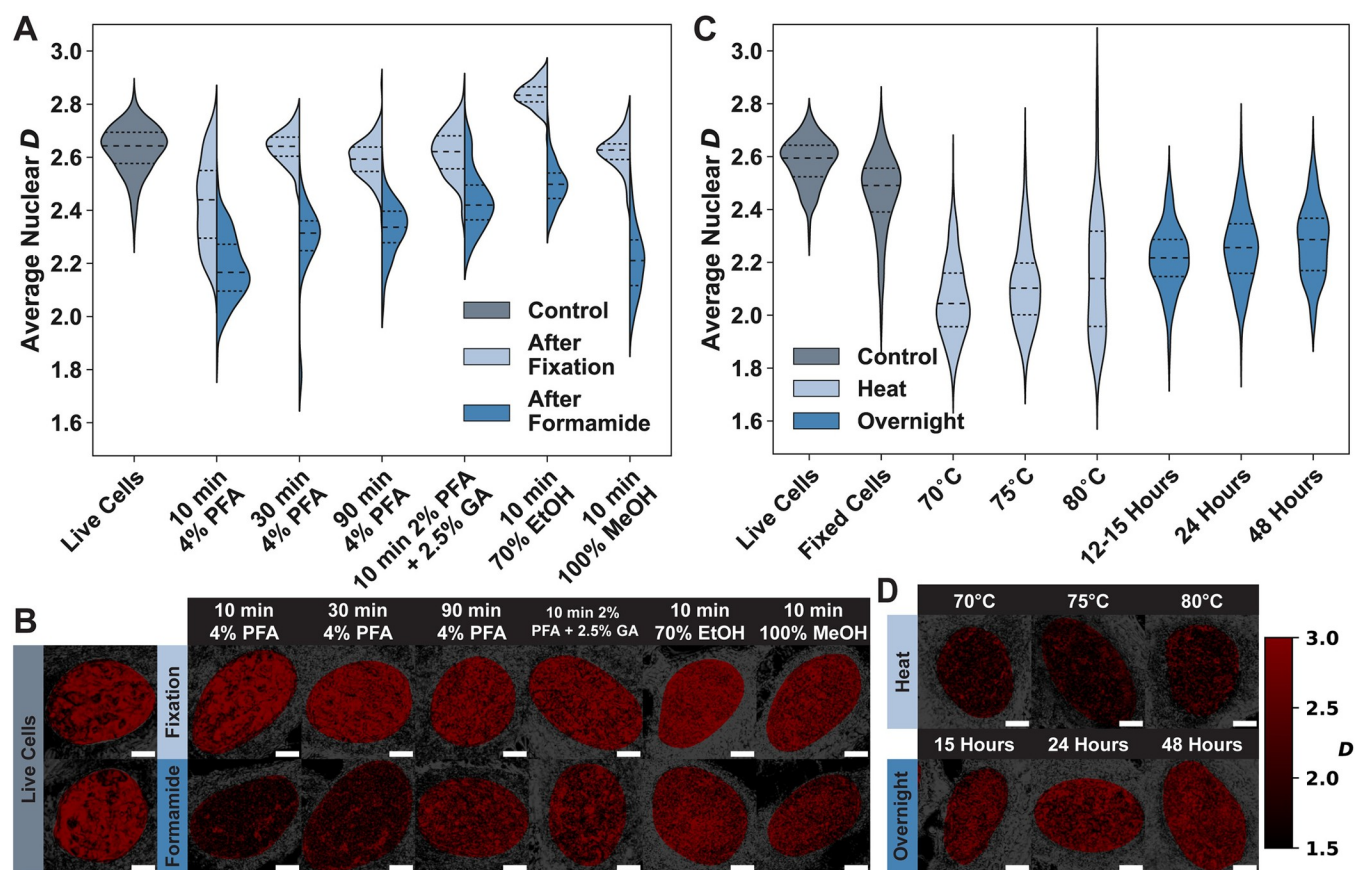 A
Average Nuclear D
3.0
2.8
2.6
2.4
2.2
2.0
1.8
1.6
Control
After
Fixation
After
Formamide
Live Cells
10 min
4% PFA
30 min
4% PFA
90 min
4% PFA
10 min 2% PFA
+ 2.5% GA
10 min
70% EtOH
10 min
100% MeOH
C
Average Nuclear D
3.0
2.8
2.6
2.4
2.2
2.0
1.8
1.6
Control
Heat
Overnight
Live Cells
Fixed Cells
70°C
75°C
80°C
12-15 Hours
24 Hours
48 Hours
B
10 min
4% PFA
30 min
4% PFA
90 min
4% PFA
10 min 2%
PFA + 2.5% GA
10 min
70% EtOH
10 min
100% MeOH
Live Cells
Fixation
Formamide
D
70°C
75°C
80°C
Heat
15 Hours
24 Hours
48 Hours
Overnight
3.0
2.5
2.0
1.5
D